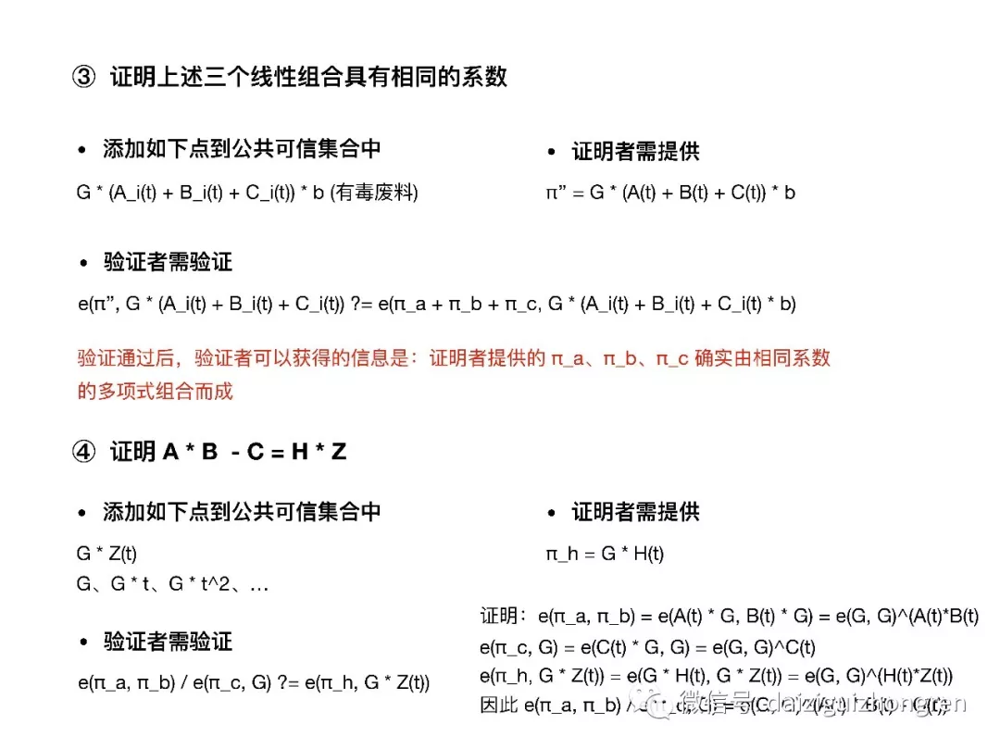 ③ 证明上述三个线性组合具有相同的系数
• 添加如下点到公共可信集合中
G * (A_i(t) + B_i(t) + C_i(t)) * b (有毒废料)
• 证明者需提供
π” = G * (A(t) + B(t) + C(t)) * b
• 验证者需验证
e(π”, G * (A_i(t) + B_i(t) + C_i(t)) ?= e(π_a + π_b + π_c, G * (A_i(t) + B_i(t) + C_i(t) * b)
验证通过后，验证者可以获得的信息是：证明者提供的 π_a、π_b、π_c 确实由相同系数
的多项式组合而成
④ 证明 A * B - C = H * Z
• 添加如下点到公共可信集合中
G * Z(t)
G、G * t、G * t^2、…
• 证明者需提供
π_h = G * H(t)
• 验证者需验证
e(π_a, π_b) / e(π_c, G) ?= e(π_h, G * Z(t))
证明：e(π_a, π_b) = e(A(t) * G, B(t) * G) = e(G, G)^(A(t)*B(t)
e(π_c, G) = e(C(t) * G, G) = e(G, G)^C(t)
e(π_h, G * Z(t)) = e(G * H(t), G * Z(t)) = e(G, G)^(H(t)*Z(t))
因此 e(π_a, π_b) /
微信号: daiziguizhongren